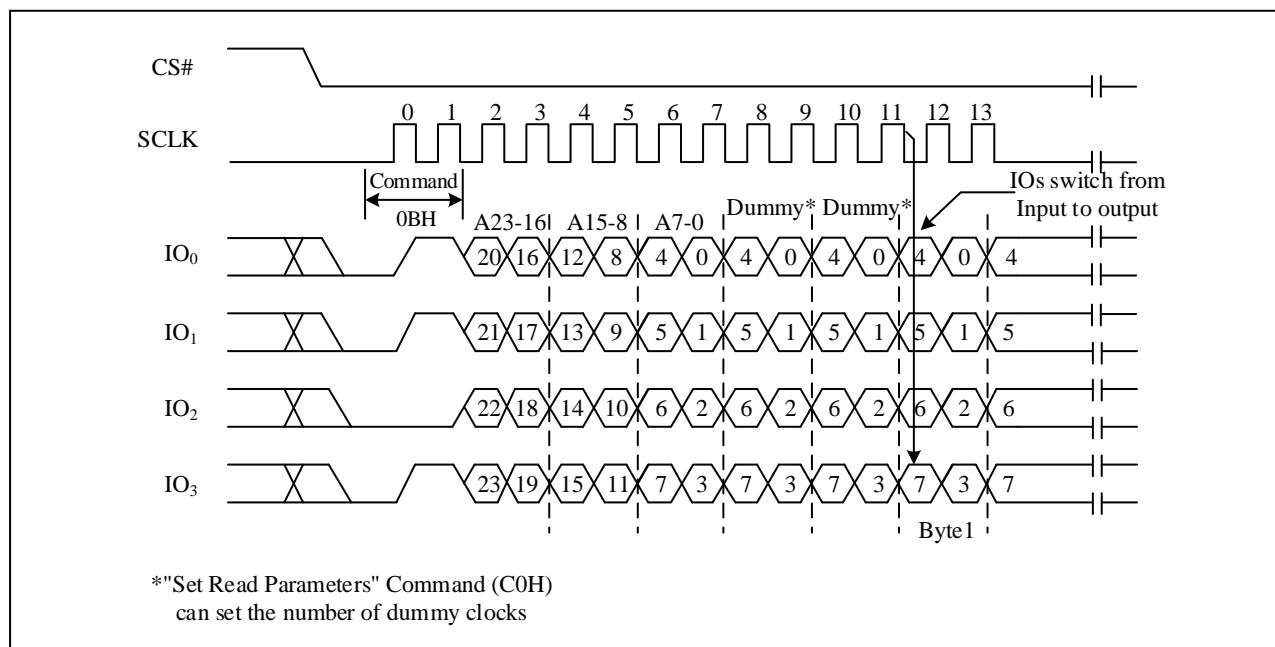 CS#
0 1 2 3 4 5 6 7 8 9 10 11 12 13
SCLK
Command
0BH
IOs switch from
Input to output
Dummy* Dummy*
A23-16 A15-8 A7-0
IO0 20 16 12 8 4 0 4 0 4 0 4 0 4
IO1 21 17 13 9 5 1 5 1 5 1 5 1 5
IO2 22 18 14 10 6 2 6 2 6 2 6 2 6
IO3 23 19 15 11 7 3 7 3 7 3 7 3 7
Byte1
*"Set Read Parameters" Command (C0H)
can set the number of dummy clocks